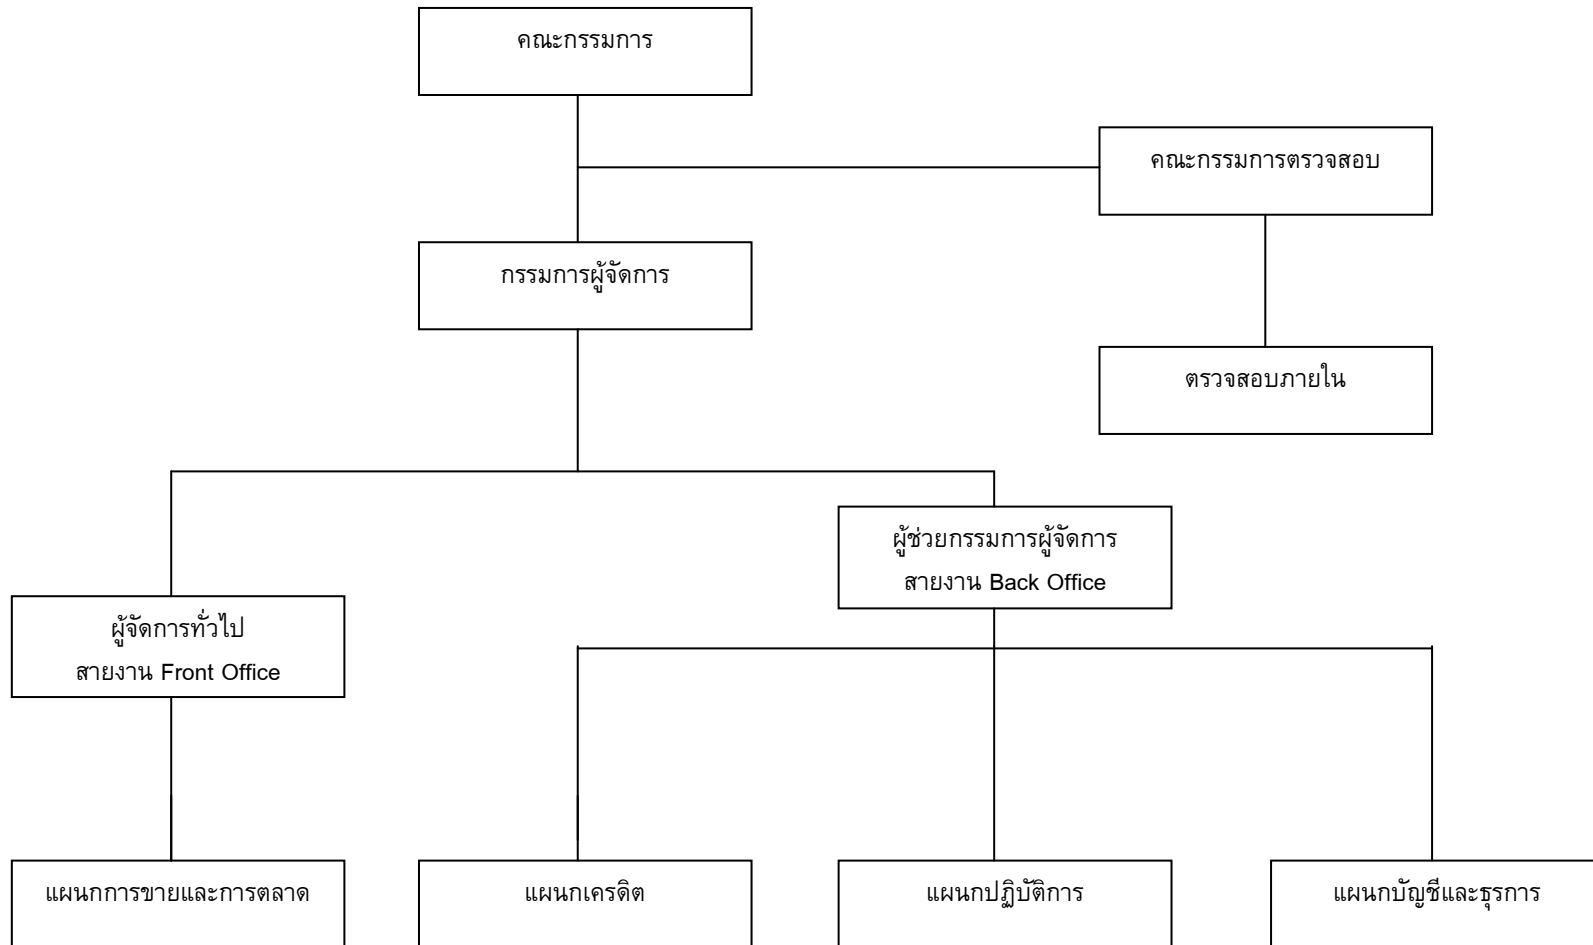 คณะกรรมการ
คณะกรรมการตรวจสอบ
กรรมการผู้จัดการ
ตรวจสอบภายใน
ผู้ช่วยกรรมการผู้จัดการ
สายงาน Back Office
ผู้จัดการทั่วไป
สายงาน Front Office
แผนกการขายและการตลาด
แผนกเครดิต
แผนกปฏิบัติการ
แผนกบัญชีและธุรการ